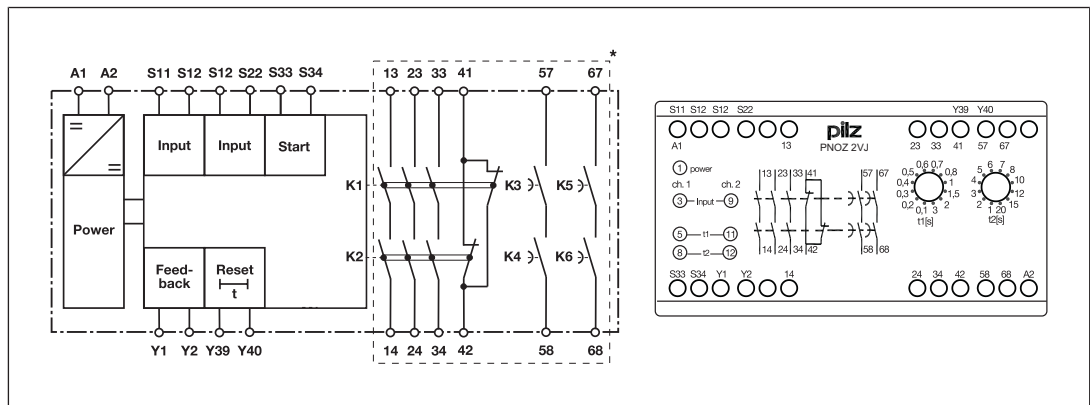 *
A1 A2 S11 S12 S12 S22 S33 S34 13 23 33 41 57 67
Input Input Start
Power
K1 K3 K5
K2 K4 K6
Feed-
back
Reset
t
Y1 Y2 Y39 Y40 14 24 34 42 58 68
S11 S12 S12 S22 Y39 Y40
A1 13 23 33 41 57 67
pilz
PNOZ 2VJ
1 power
ch. 1 ch. 2
3 Input 9
5 t1 11
8 t2 12
13 23 33 41 57 67
14 24 34 42 58 68
0,1 0,2 0,3 0,4 0,5 0,6 0,7 0,8 1 1,5 2 3
t1[s]
1 2 3 4 5 6 7 8 10 12 15 20
t2[s]
S33 S34 Y1 Y2 14 24 34 42 58 68 A2